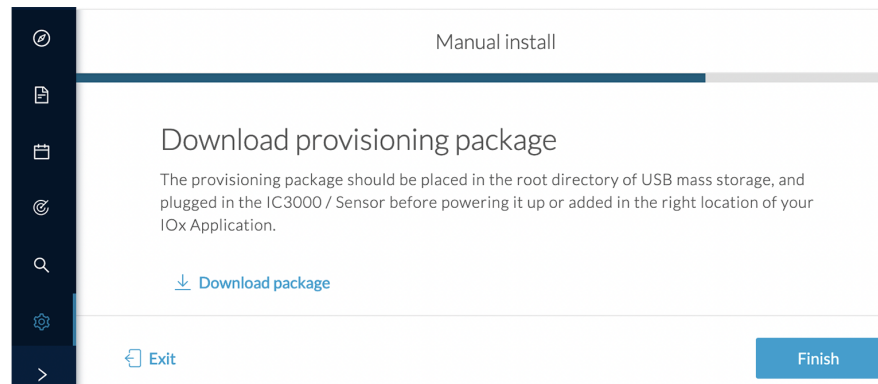 Manual install
Download provisioning package
The provisioning package should be placed in the root directory of USB mass storage, and
plugged in the IC3000 / Sensor before powering it up or added in the right location of your
IOx Application.
Download package
Exit
Finish